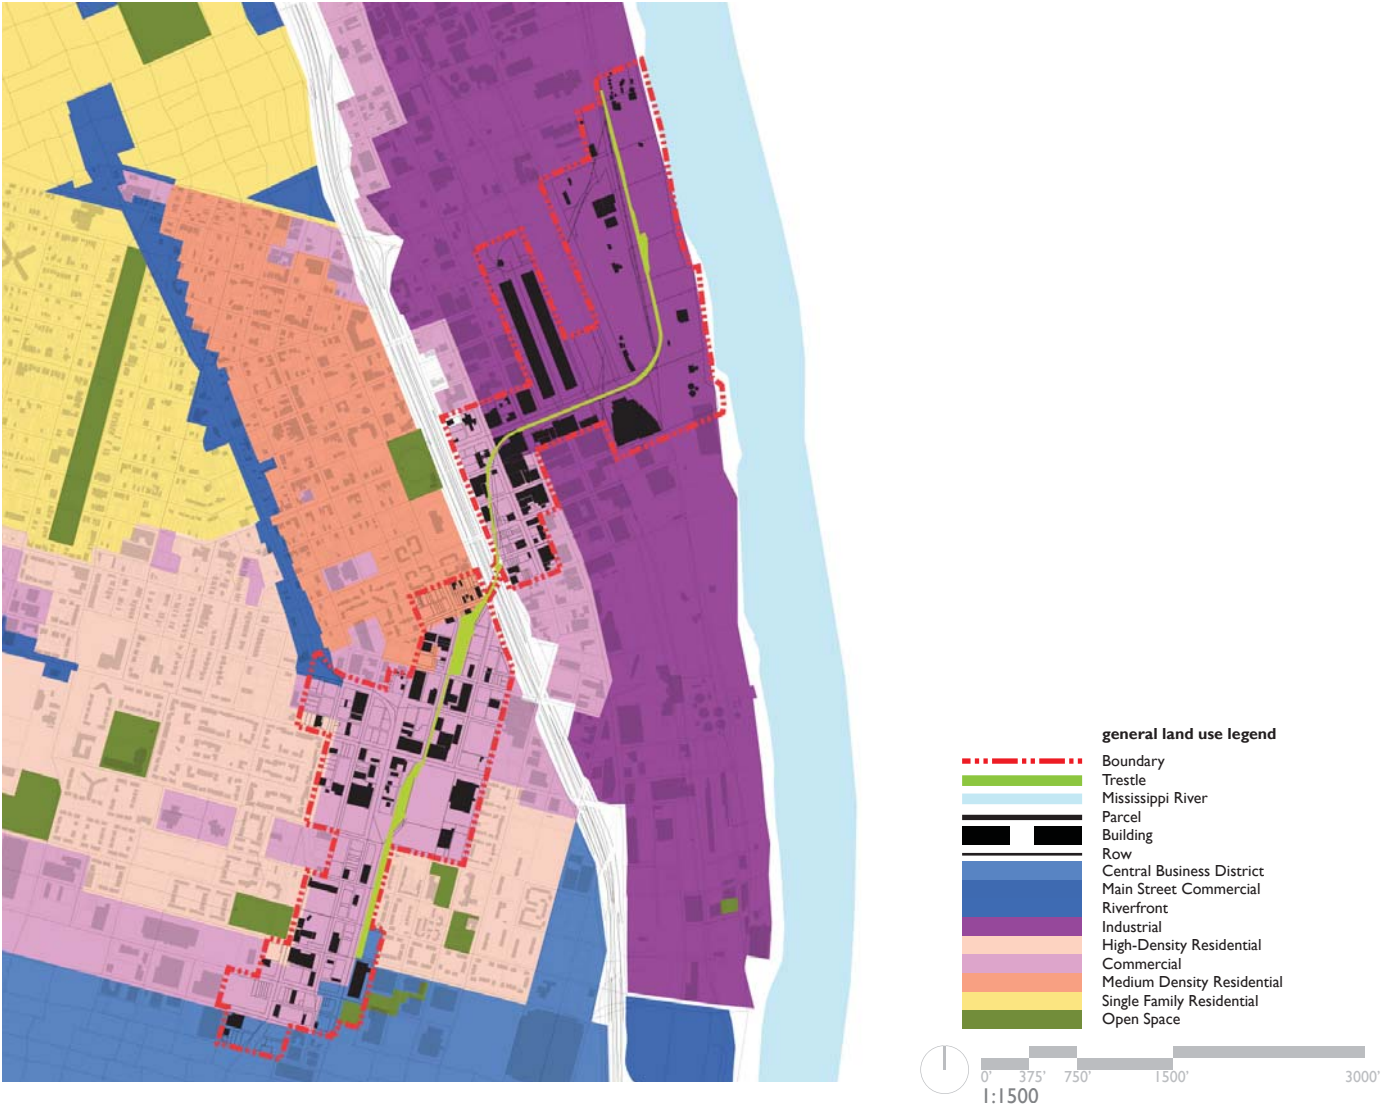 general land use legend
Boundary
Trestle
Mississippi River
Parcel
Building
Row
Central Business District
Main Street Commercial
Riverfront
Industrial
High-Density Residential
Commercial
Medium Density Residential
Single Family Residential
Open Space
0' 375' 750' 1500' 3000'
1:1500